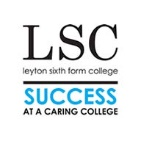 LSC
leyton sixth form college
SUCCESS
AT A CARING COLLEGE